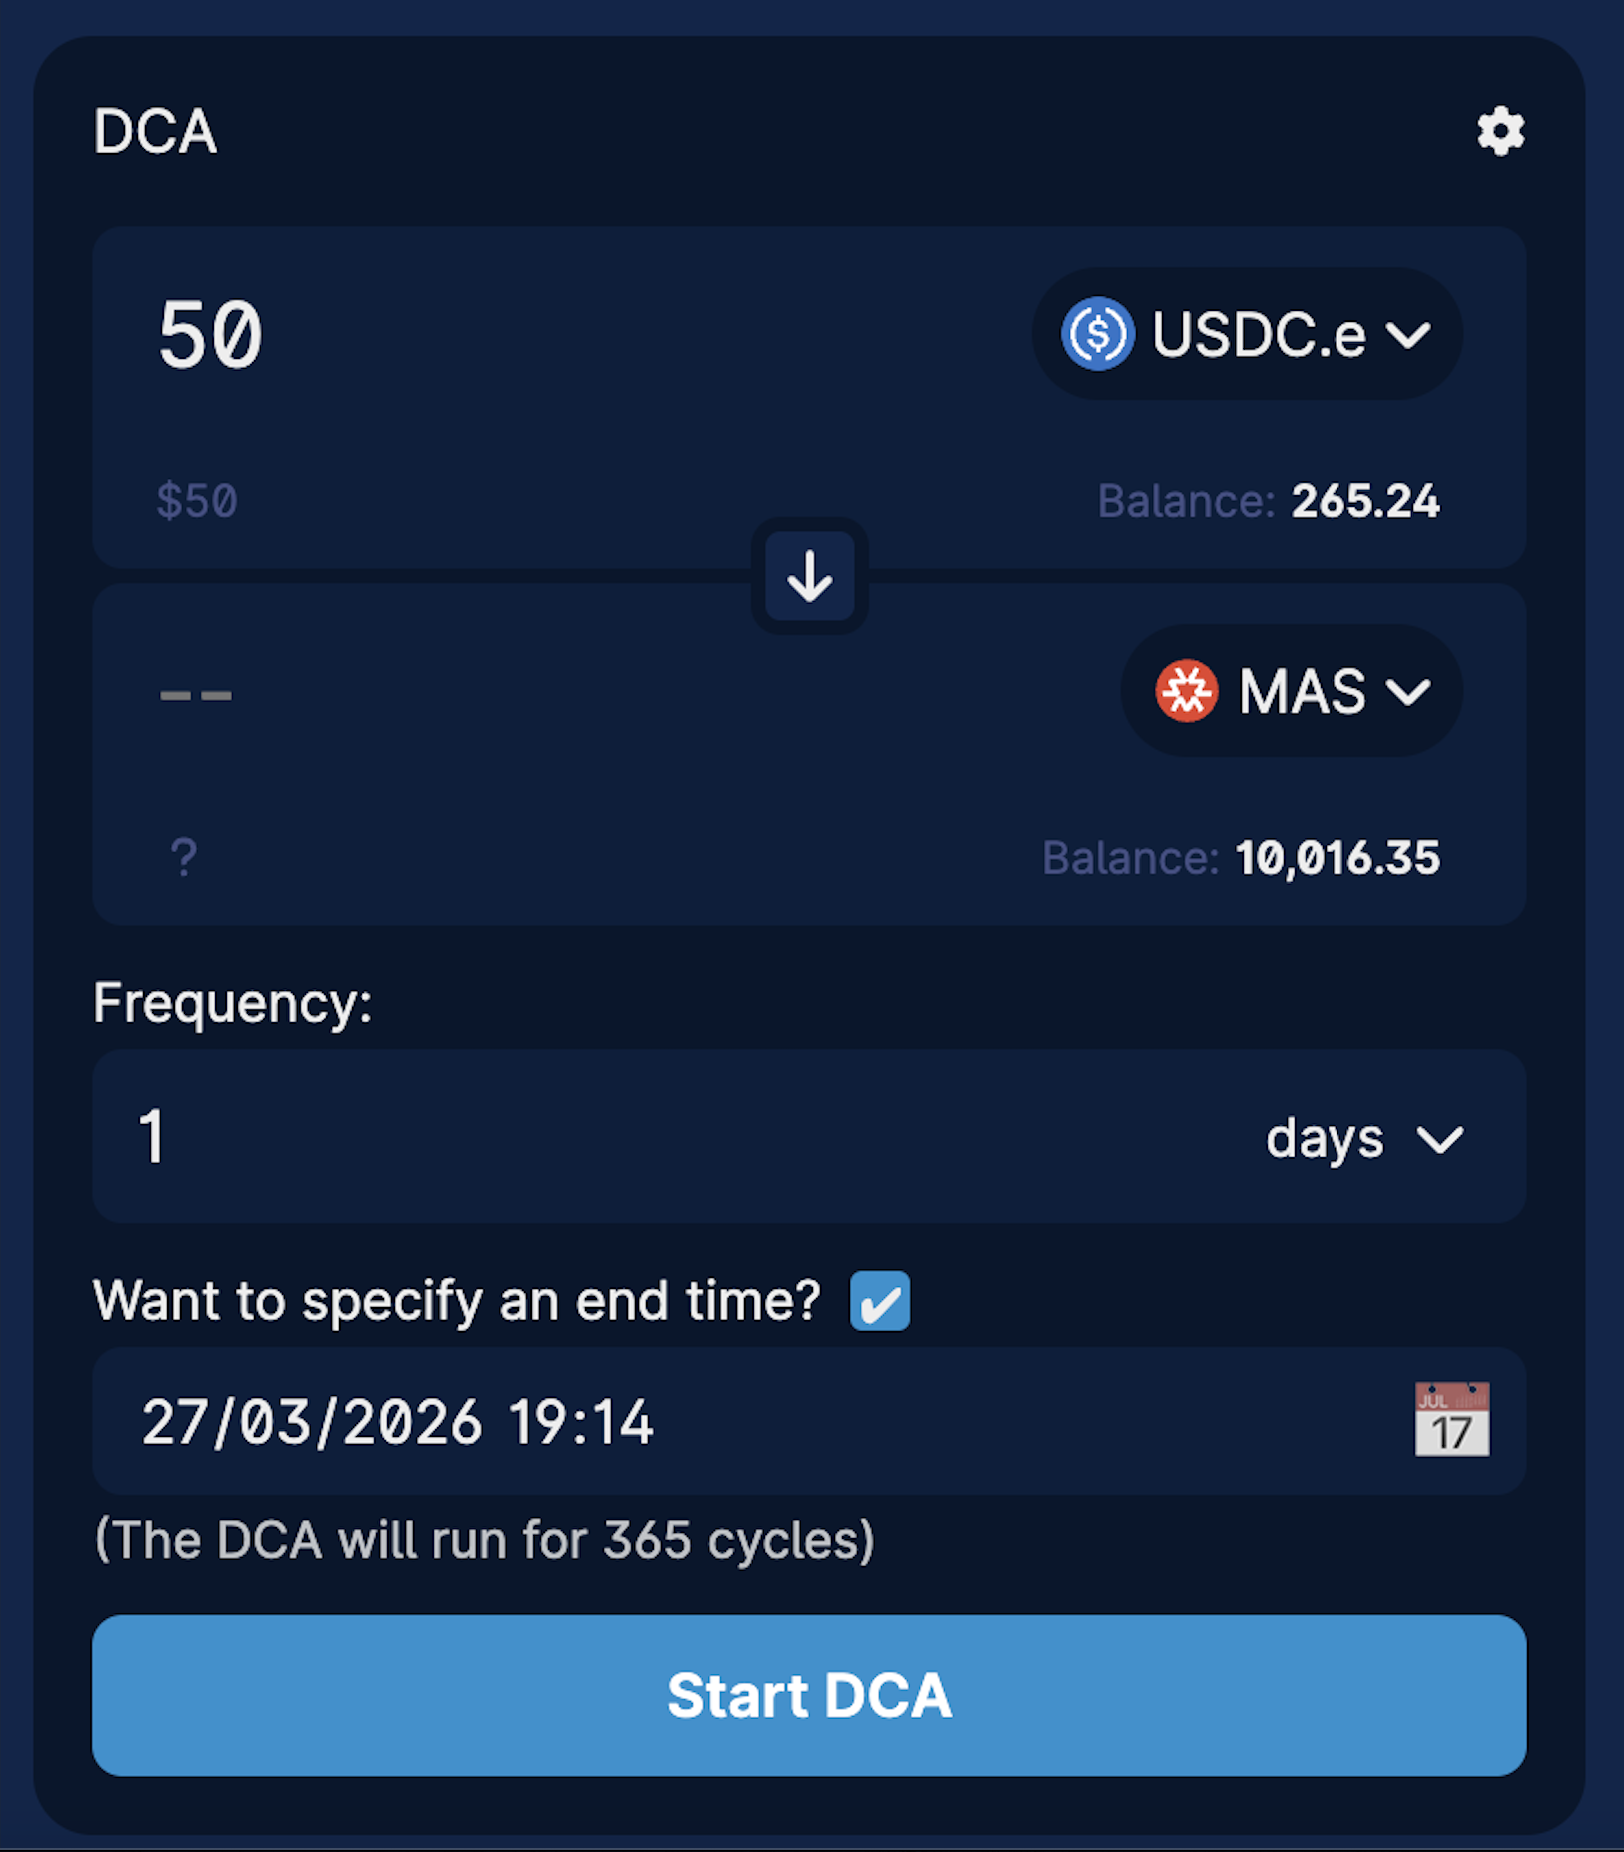 DCA
50
USDC.e
$50
Balance: 265.24
--
MAS
?
Balance: 10,016.35
Frequency:
1
days
Want to specify an end time? ✔
27/03/2026 19:14
JUL
17
(The DCA will run for 365 cycles)
Start DCA